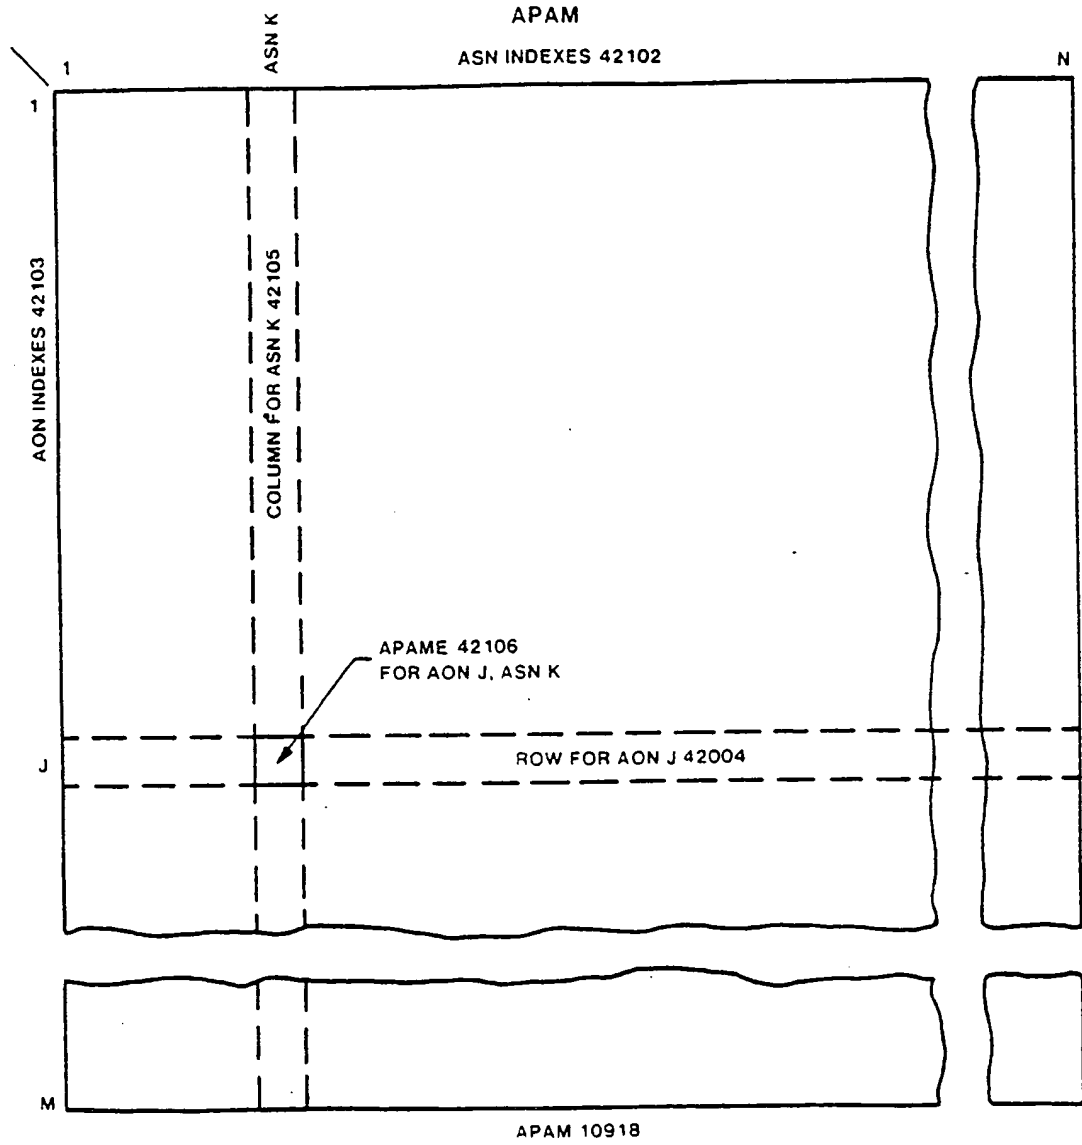 APAM
ASN K
ASN INDEXES 42102
1
N
1
AON INDEXES 42103
COLUMN FOR ASN K 42105
APAME 42106
FOR AON J, ASN K
J
ROW FOR AON J 42004
M
APAM 10918